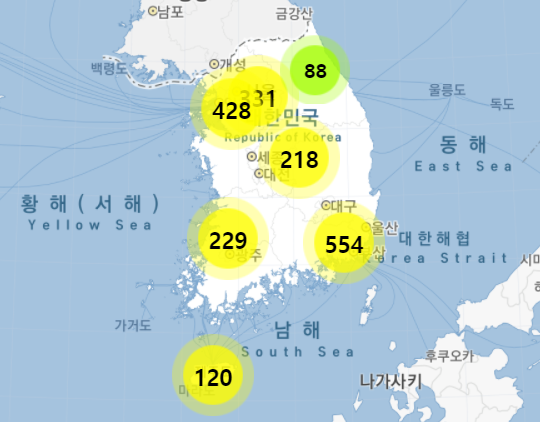 남포
금강산
개성
백령도
88
331
428
한민국
Republic of Korea
울릉도
독도
세종
218
대전
동 해
East Sea
황 해 ( 서 해 )
Yellow Sea
대구
울산
229
광주
554
대한해협
Korea Strait
가거도
남 해
South Sea
120
마라도
후쿠오카
나가사키